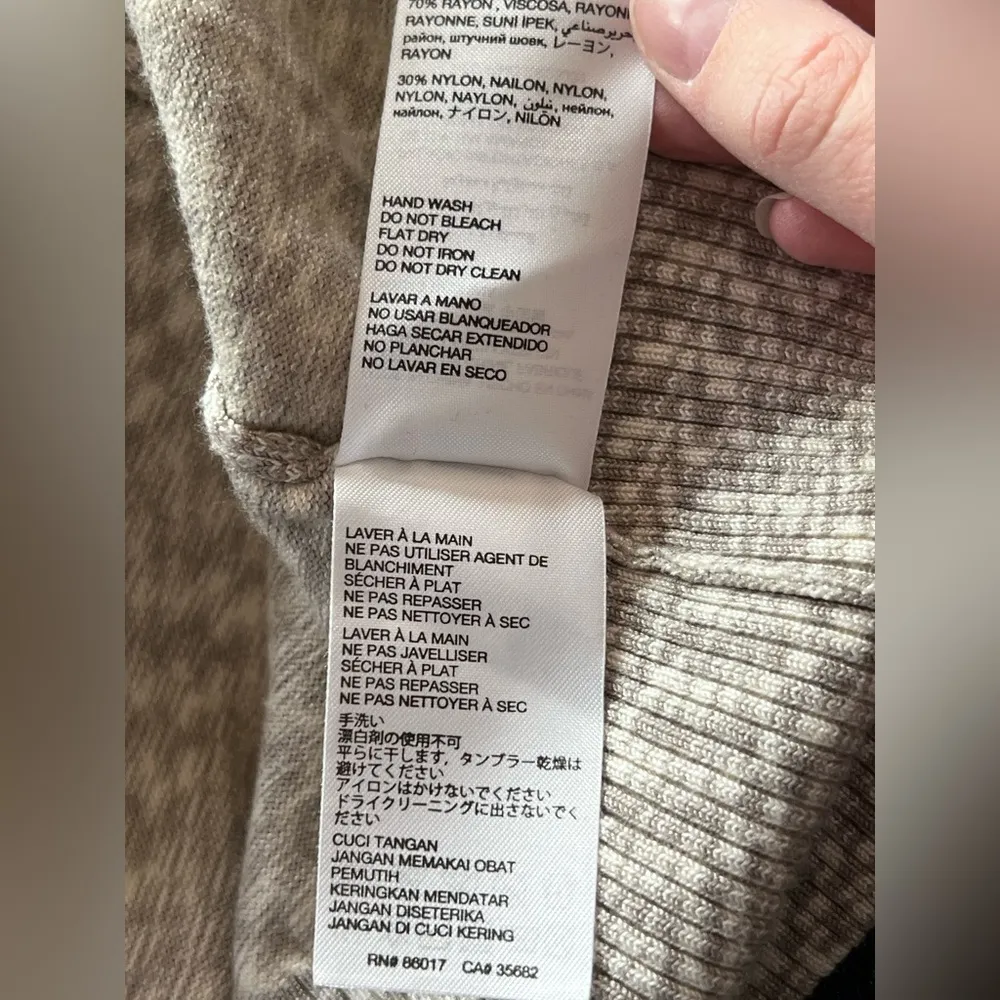 70% RAYON , VISCOSA, RAYON
RAYONNE, SUNİ İPEK, حريرصناعي
район, штучний шовк, レーヨン,
RAYON
30% NYLON, NAILON, NYLON,
NYLON, NAYLON, نيلون, нейлон,
найлон, ナイロン, NILÓN
HAND WASH
DO NOT BLEACH
FLAT DRY
DO NOT IRON
DO NOT DRY CLEAN
LAVAR A MANO
NO USAR BLANQUEADOR
HAGA SECAR EXTENDIDO
NO PLANCHAR
NO LAVAR EN SECO
LAVER À LA MAIN
NE PAS UTILISER AGENT DE
BLANCHIMENT
SÉCHER À PLAT
NE PAS REPASSER
NE PAS NETTOYER À SEC
LAVER À LA MAIN
NE PAS JAVELLISER
SÉCHER À PLAT
NE PAS REPASSER
NE PAS NETTOYER À SEC
手洗い
漂白剤の使用不可
平らに干します, タンブラー乾燥は
避けてください
アイロンはかけないでください
ドライクリーニングに出さないでく
ださい
CUCI TANGAN
JANGAN MEMAKAI OBAT
PEMUTIH
KERINGKAN MENDATAR
JANGAN DISETERIKA
JANGAN DI CUCI KERING
RN# 86017 CA# 35682